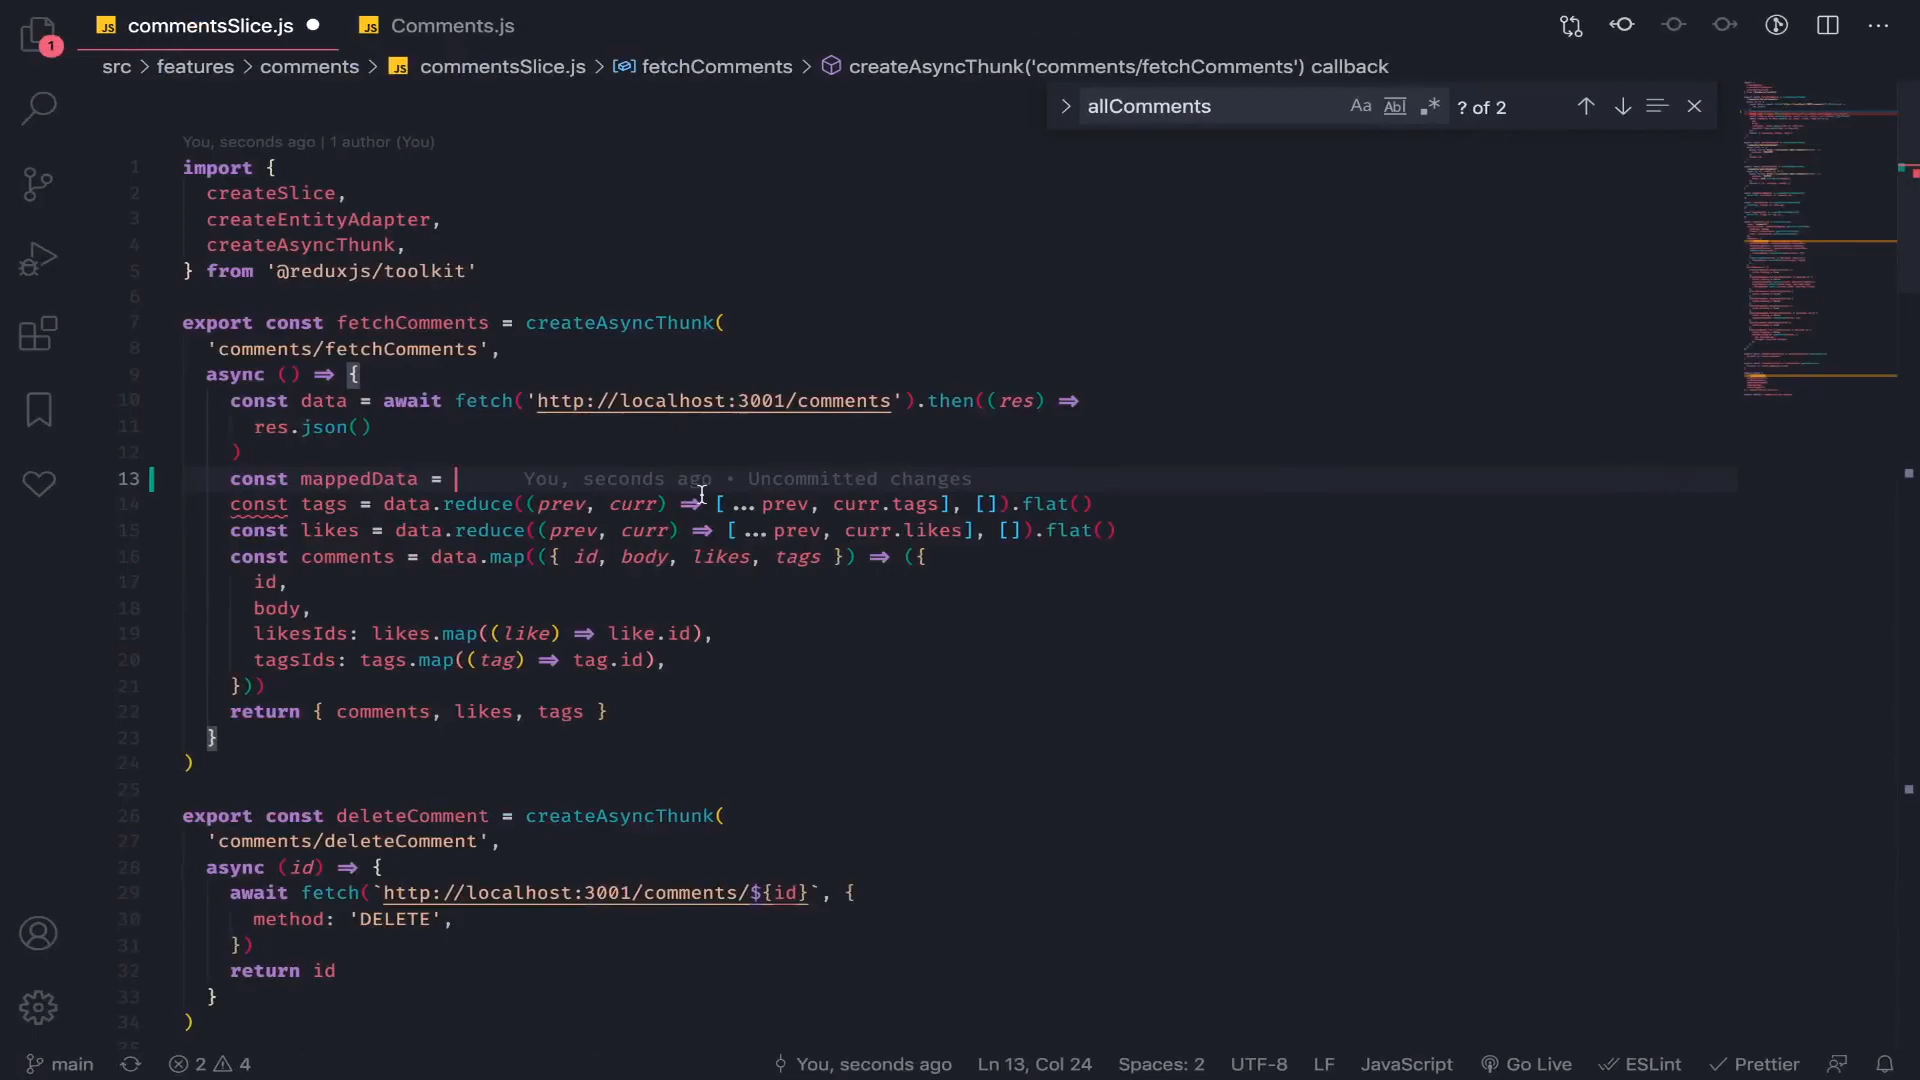 JS commentsSlice.js ●
JS Comments.js
1
src > features > comments > JS commentsSlice.js > fetchComments > createAsyncThunk('comments/fetchComments') callback
allComments Aa Ab| .* ? of 2
You, seconds ago | 1 author (You)
1 import {
2 createSlice,
3 createEntityAdapter,
4 createAsyncThunk,
5 } from '@reduxjs/toolkit'
6
7 export const fetchComments = createAsyncThunk(
8 'comments/fetchComments',
9 async () ⇒ {
10 const data = await fetch('http://localhost:3001/comments').then((res) ⇒
11 res.json()
12 )
13 const mappedData = You, seconds ago • Uncommitted changes
14 const tags = data.reduce((prev, curr) ⇒ [...prev, curr.tags], []).flat()
15 const likes = data.reduce((prev, curr) ⇒ [...prev, curr.likes], []).flat()
16 const comments = data.map(({ id, body, likes, tags }) ⇒ ({
17 id,
18 body,
19 likesIds: likes.map((like) ⇒ like.id),
20 tagsIds: tags.map((tag) ⇒ tag.id),
21 }))
22 return { comments, likes, tags }
23 }
24 )
25
26 export const deleteComment = createAsyncThunk(
27 'comments/deleteComment',
28 async (id) ⇒ {
29 await fetch(`http://localhost:3001/comments/${id}`, {
30 method: 'DELETE',
31 })
32 return id
33 }
34 )
35
main 2 4 You, seconds ago Ln 13, Col 24 Spaces: 2 UTF-8 LF JavaScript Go Live ESLint Prettier